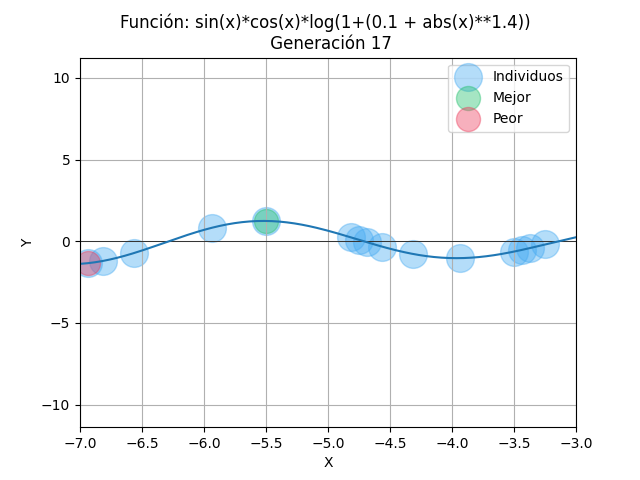 Función: sin(x)*cos(x)*log(1+(0.1 + abs(x)**1.4))
Generación 17
Individuos
Mejor
Peor
Y
10
5
0
−5
−10
−7.0 −6.5 −6.0 −5.5 −5.0 −4.5 −4.0 −3.5 −3.0
X